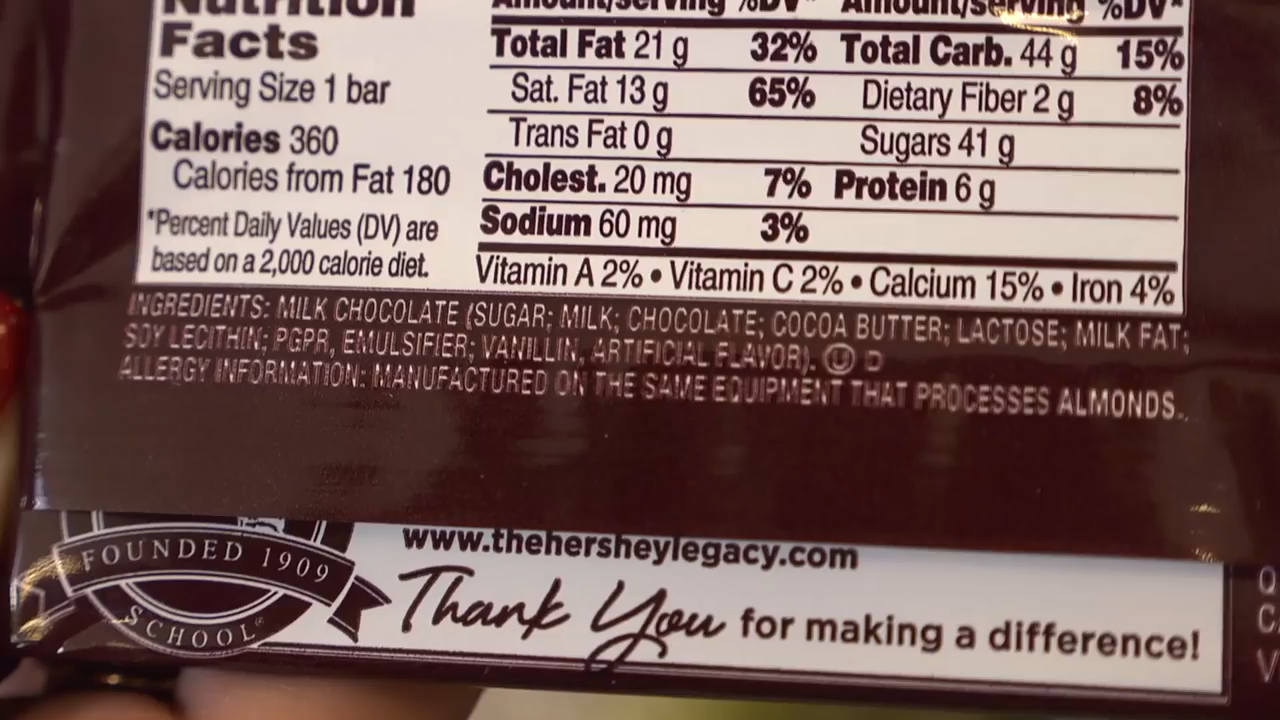 Nutrition
Facts
Serving Size 1 bar
Calories 360
Calories from Fat 180
*Percent Daily Values (DV) are
based on a 2,000 calorie diet.
Amount/serving %DV* Amount/serving %DV*
Total Fat 21 g 32% Total Carb. 44 g 15%
Sat. Fat 13 g 65% Dietary Fiber 2 g 8%
Trans Fat 0 g Sugars 41 g
Cholest. 20 mg 7% Protein 6 g
Sodium 60 mg 3%
Vitamin A 2% • Vitamin C 2% • Calcium 15% • Iron 4%
INGREDIENTS: MILK CHOCOLATE (SUGAR; MILK; CHOCOLATE; COCOA BUTTER; LACTOSE; MILK FAT;
SOY LECITHIN; PGPR, EMULSIFIER; VANILLIN, ARTIFICIAL FLAVOR). Ⓤ D
ALLERGY INFORMATION: MANUFACTURED ON THE SAME EQUIPMENT THAT PROCESSES ALMONDS.
FOUNDED 1909
SCHOOL®
www.thehersheylegacy.com
Thank You for making a difference!